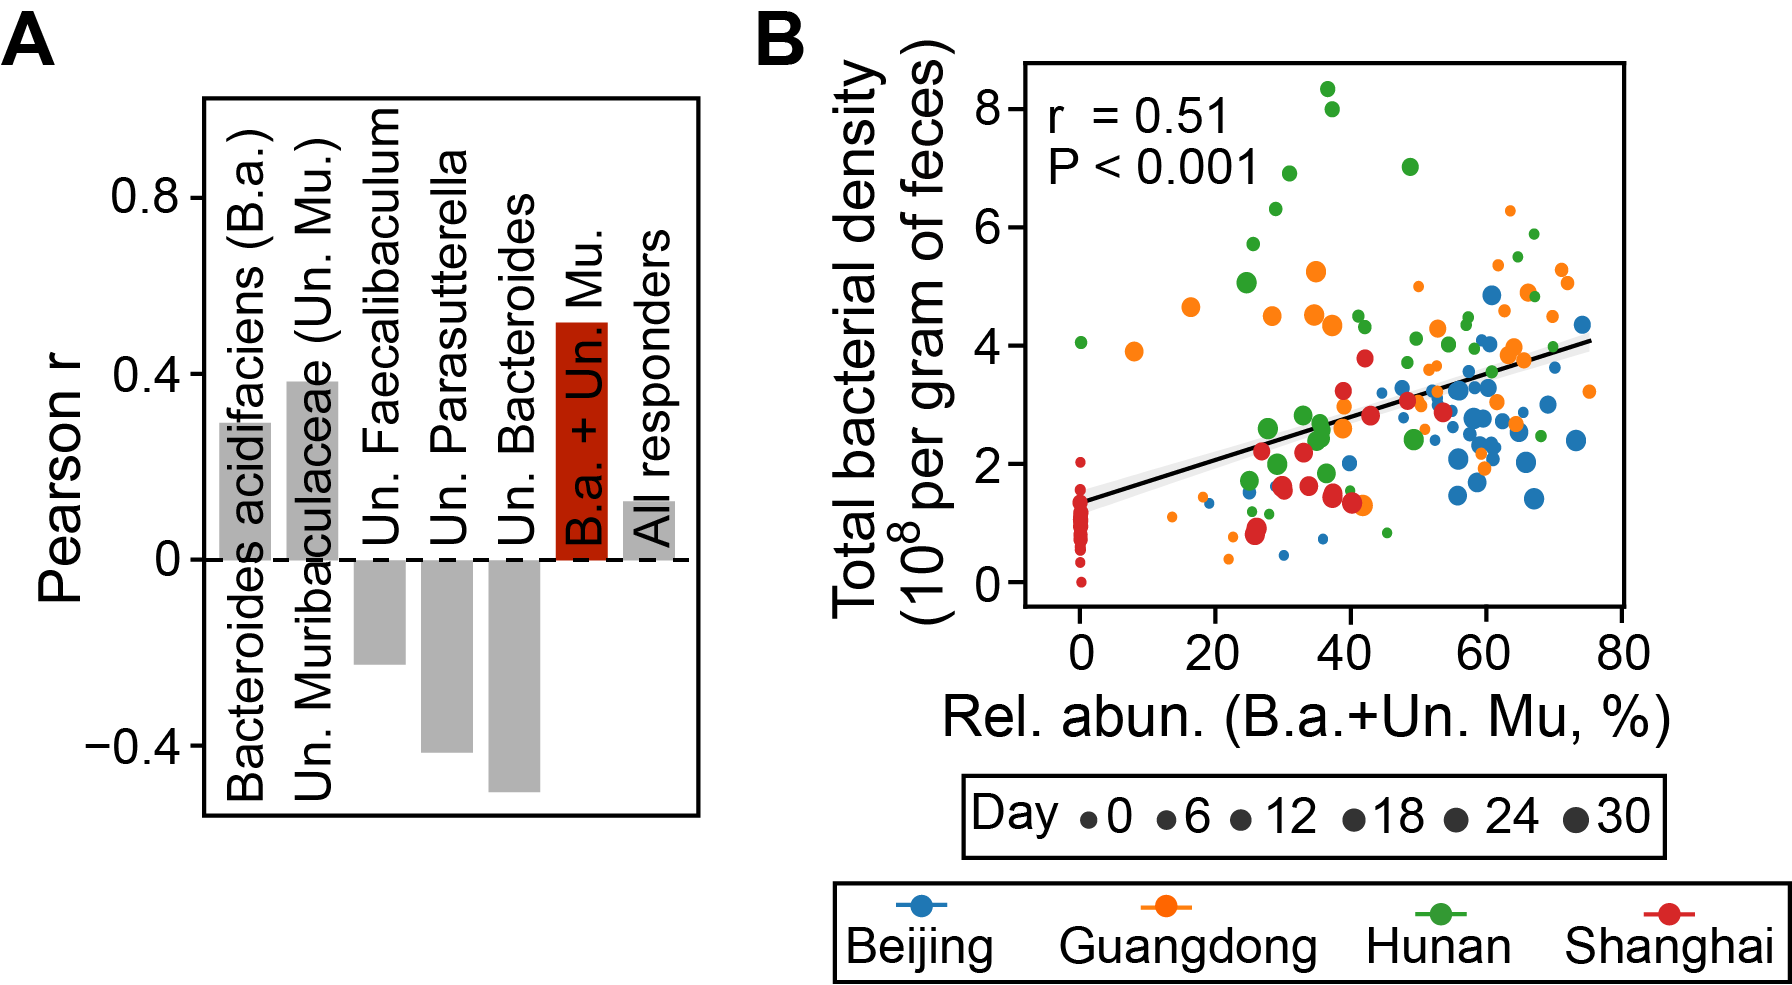 A
Pearson r
0.8
0.4
0
−0.4
Bacteroides acidifaciens (B.a.)
Un. Muribaculaceae (Un. Mu.)
Un. Faecalibaculum
Un. Parasutterella
Un. Bacteroides
B.a. + Un. Mu.
All responders
B
Total bacterial density
(10⁸ per gram of feces)
8
6
4
2
0
r = 0.51
P < 0.001
0 20 40 60 80
Rel. abun. (B.a.+Un. Mu, %)
Day 0 6 12 18 24 30
Beijing Guangdong Hunan Shanghai